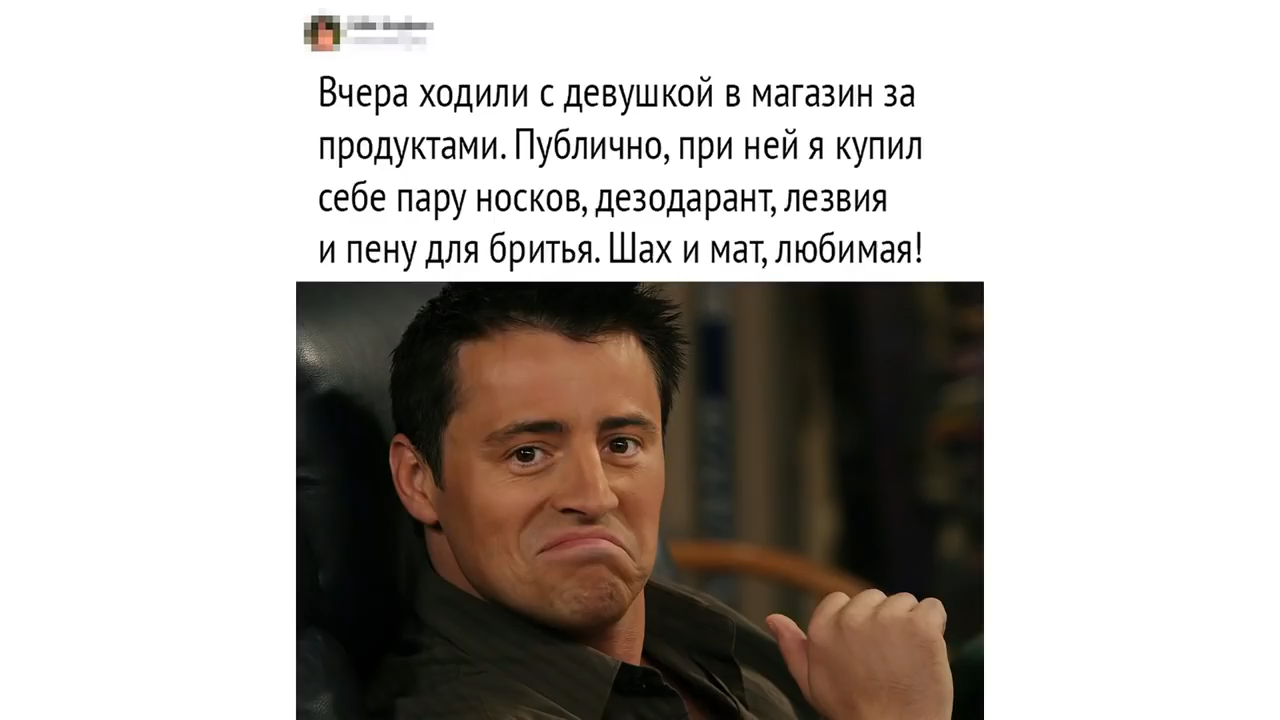 Вчера ходили с девушкой в магазин за
продуктами. Публично, при ней я купил
себе пару носков, дезодарант, лезвия
и пену для бритья. Шах и мат, любимая!